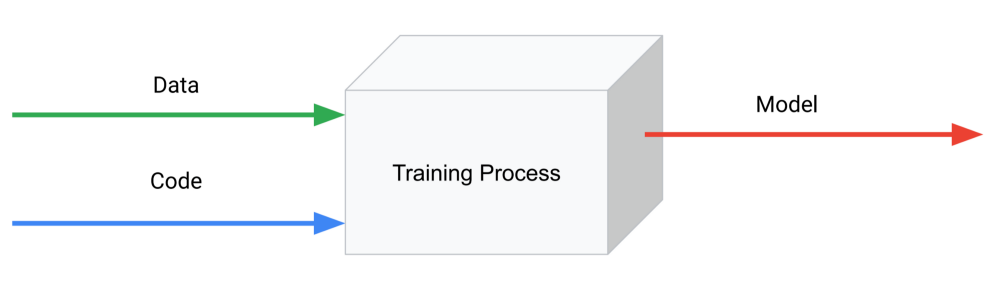 Data
Code
Training Process
Model